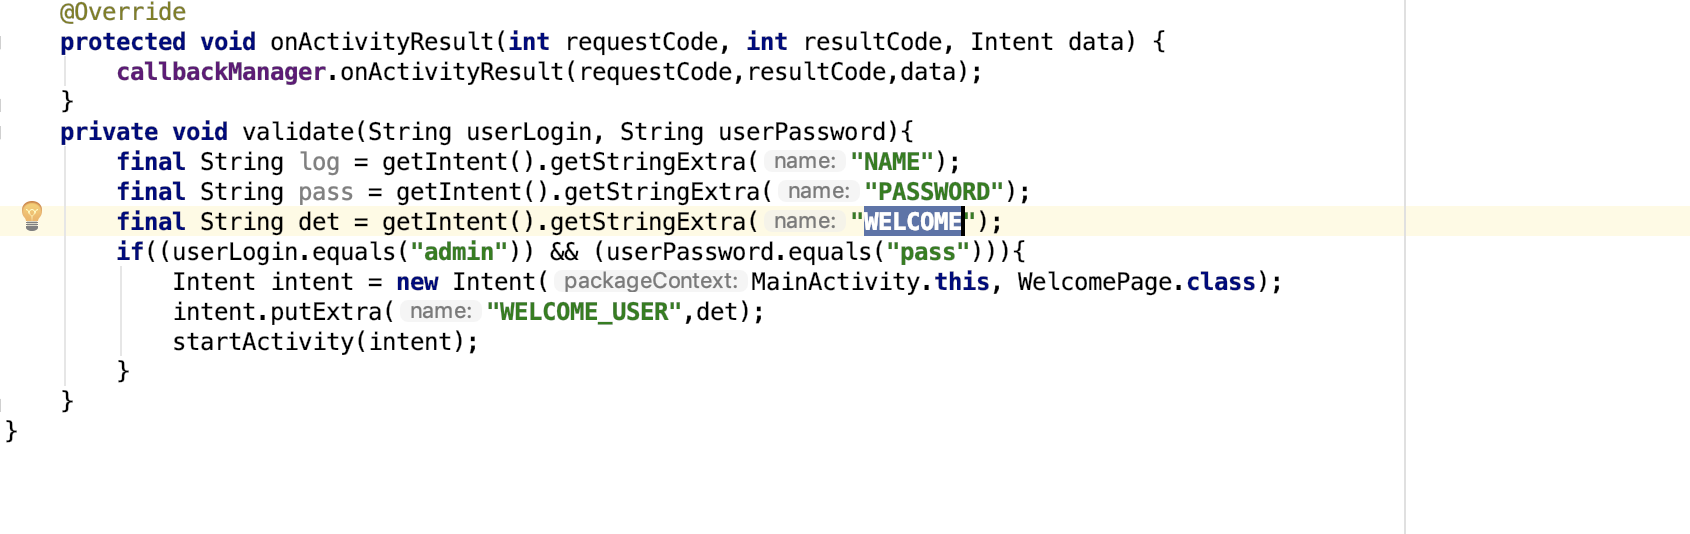 @Override
protected void onActivityResult(int requestCode, int resultCode, Intent data) {
callbackManager.onActivityResult(requestCode,resultCode,data);
}
private void validate(String userLogin, String userPassword){
final String log = getIntent().getStringExtra( name: "NAME");
final String pass = getIntent().getStringExtra( name: "PASSWORD");
final String det = getIntent().getStringExtra( name: "WELCOME");
if((userLogin.equals("admin")) && (userPassword.equals("pass"))){
Intent intent = new Intent( packageContext: MainActivity.this, WelcomePage.class);
intent.putExtra( name: "WELCOME_USER",det);
startActivity(intent);
}
}
}